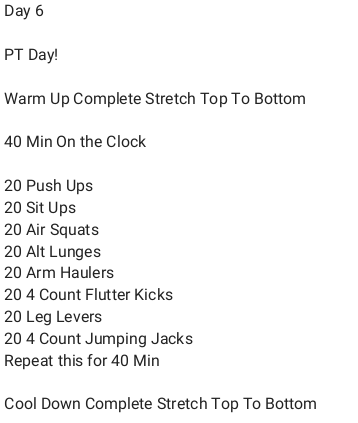 Day 6
PT Day!
Warm Up Complete Stretch Top To Bottom
40 Min On the Clock
20 Push Ups
20 Sit Ups
20 Air Squats
20 Alt Lunges
20 Arm Haulers
20 4 Count Flutter Kicks
20 Leg Levers
20 4 Count Jumping Jacks
Repeat this for 40 Min
Cool Down Complete Stretch Top To Bottom